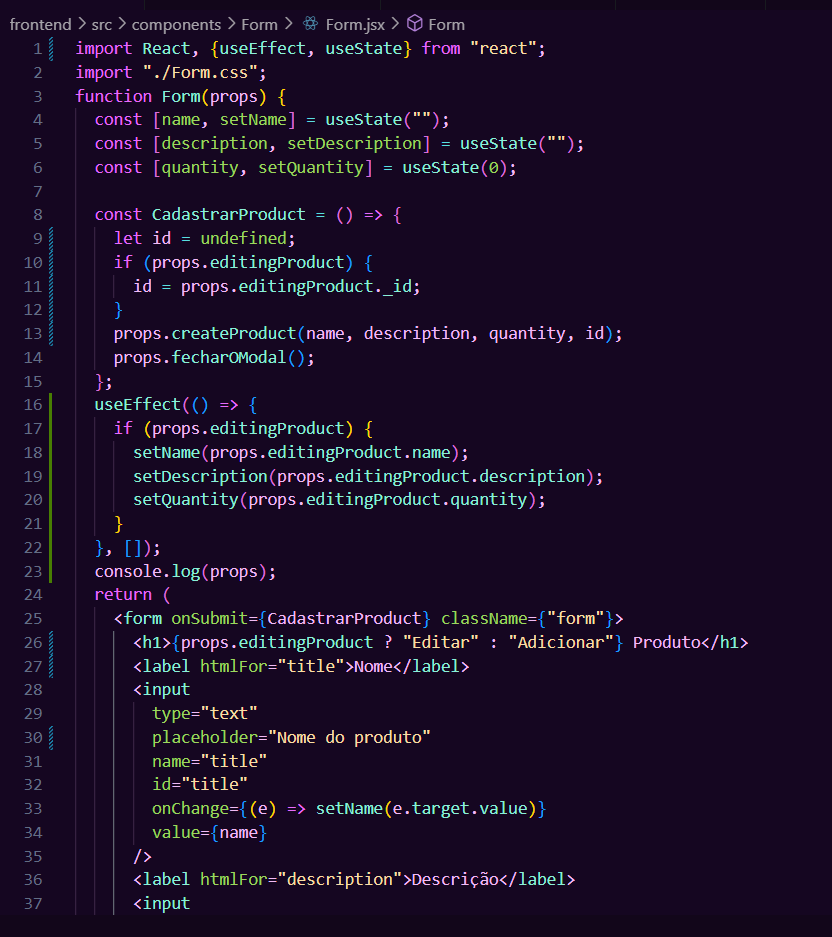 frontend > src > components > Form > Form.jsx > Form
1 import React, {useEffect, useState} from "react";
2 import "./Form.css";
3 function Form(props) {
4   const [name, setName] = useState("");
5   const [description, setDescription] = useState("");
6   const [quantity, setQuantity] = useState(0);
7
8   const CadastrarProduct = () => {
9     let id = undefined;
10     if (props.editingProduct) {
11       id = props.editingProduct._id;
12     }
13     props.createProduct(name, description, quantity, id);
14     props.fecharOModal();
15   };
16   useEffect(() => {
17     if (props.editingProduct) {
18       setName(props.editingProduct.name);
19       setDescription(props.editingProduct.description);
20       setQuantity(props.editingProduct.quantity);
21     }
22   }, []);
23   console.log(props);
24   return (
25     <form onSubmit={CadastrarProduct} className={"form"}>
26       <h1>{props.editingProduct ? "Editar" : "Adicionar"} Produto</h1>
27       <label htmlFor="title">Nome</label>
28       <input
29         type="text"
30         placeholder="Nome do produto"
31         name="title"
32         id="title"
33         onChange={(e) => setName(e.target.value)}
34         value={name}
35       />
36       <label htmlFor="description">Descrição</label>
37       <input